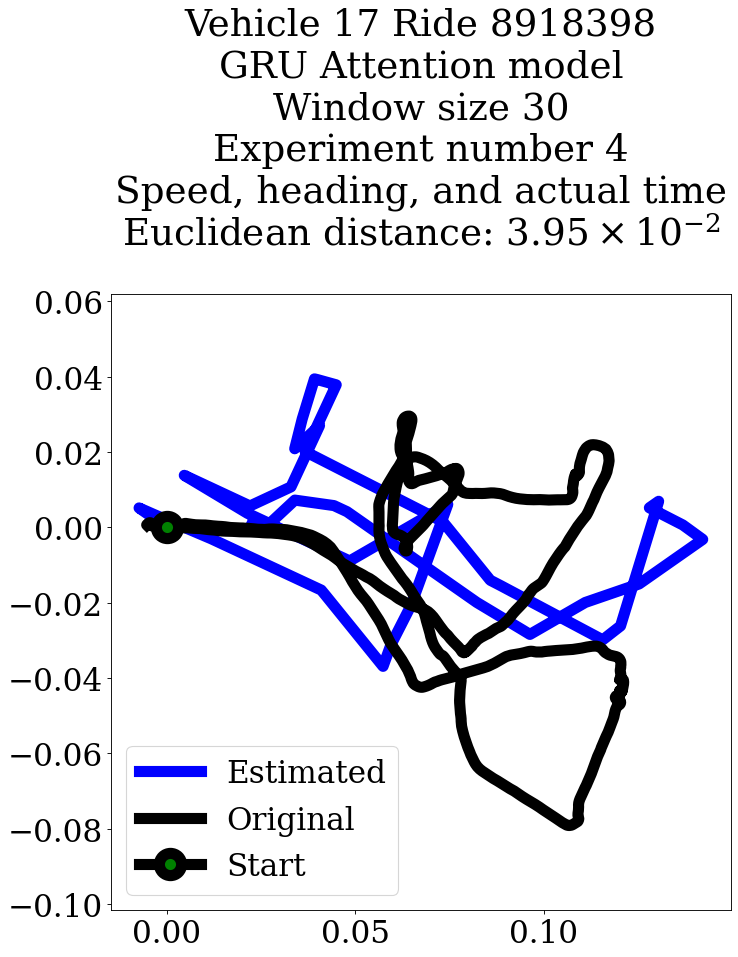 Vehicle 17 Ride 8918398
GRU Attention model
Window size 30
Experiment number 4
Speed, heading, and actual time
Euclidean distance: 3.95 × 10⁻²
0.06
0.04
0.02
0.00
−0.02
−0.04
−0.06
−0.08
−0.10
Estimated
Original
Start
0.00 0.05 0.10